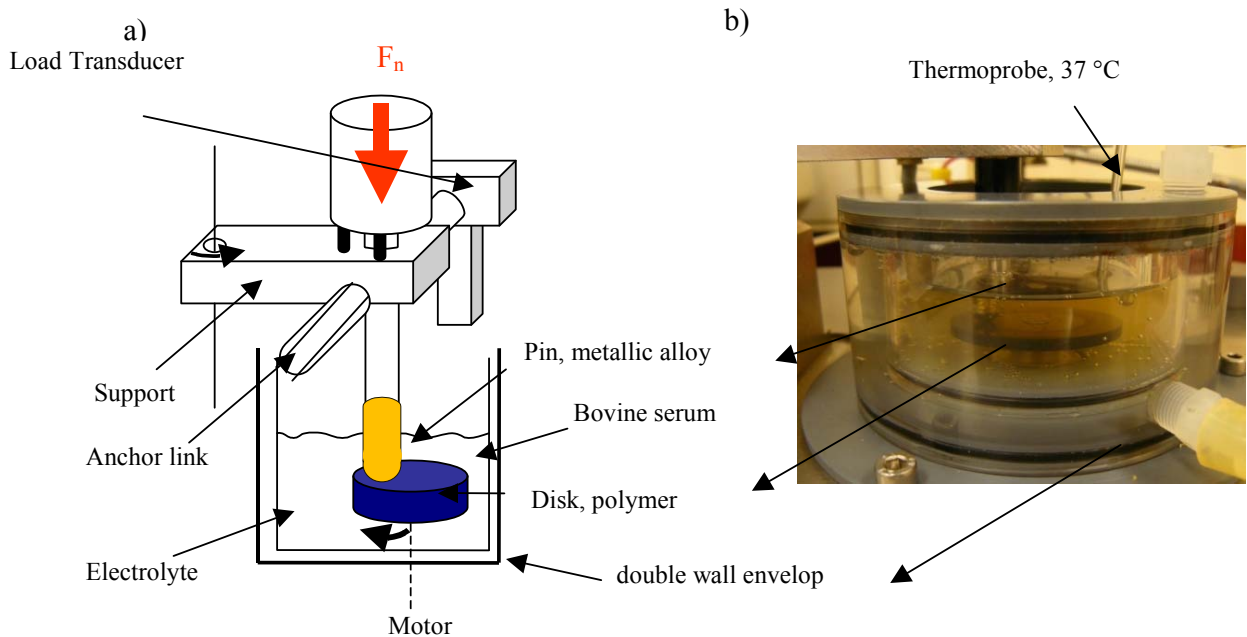 a)
b)
Load Transducer
Fn
Thermoprobe, 37 °C
Pin, metallic alloy
Support
Bovine serum
Anchor link
Disk, polymer
Electrolyte
double wall envelop
Motor